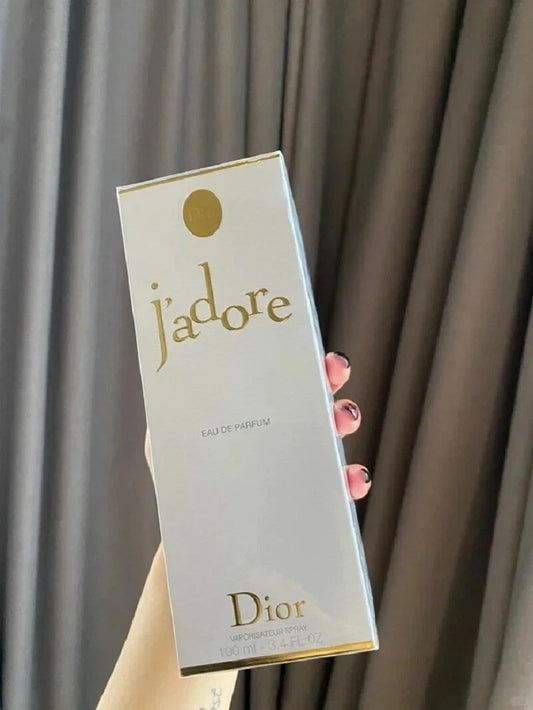 j'adore
EAU DE PARFUM
Dior
VAPORISATEUR SPRAY
100 ml - 3.4 FL. OZ